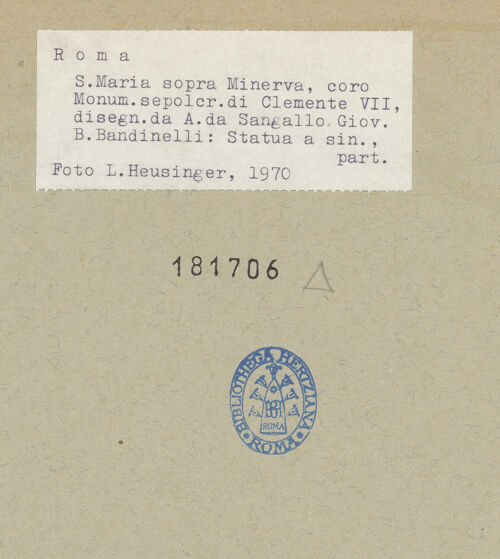 R o m a
S.Maria sopra Minerva, coro
Monum.sepolcr.di Clemente VII,
disegn.da A.da Sangallo Giov.
B.Bandinelli: Statua a sin.,
part.
Foto L.Heusinger, 1970
181706
BIBLIOTHECA HERTZIANA
BH
ROMA
ROMA